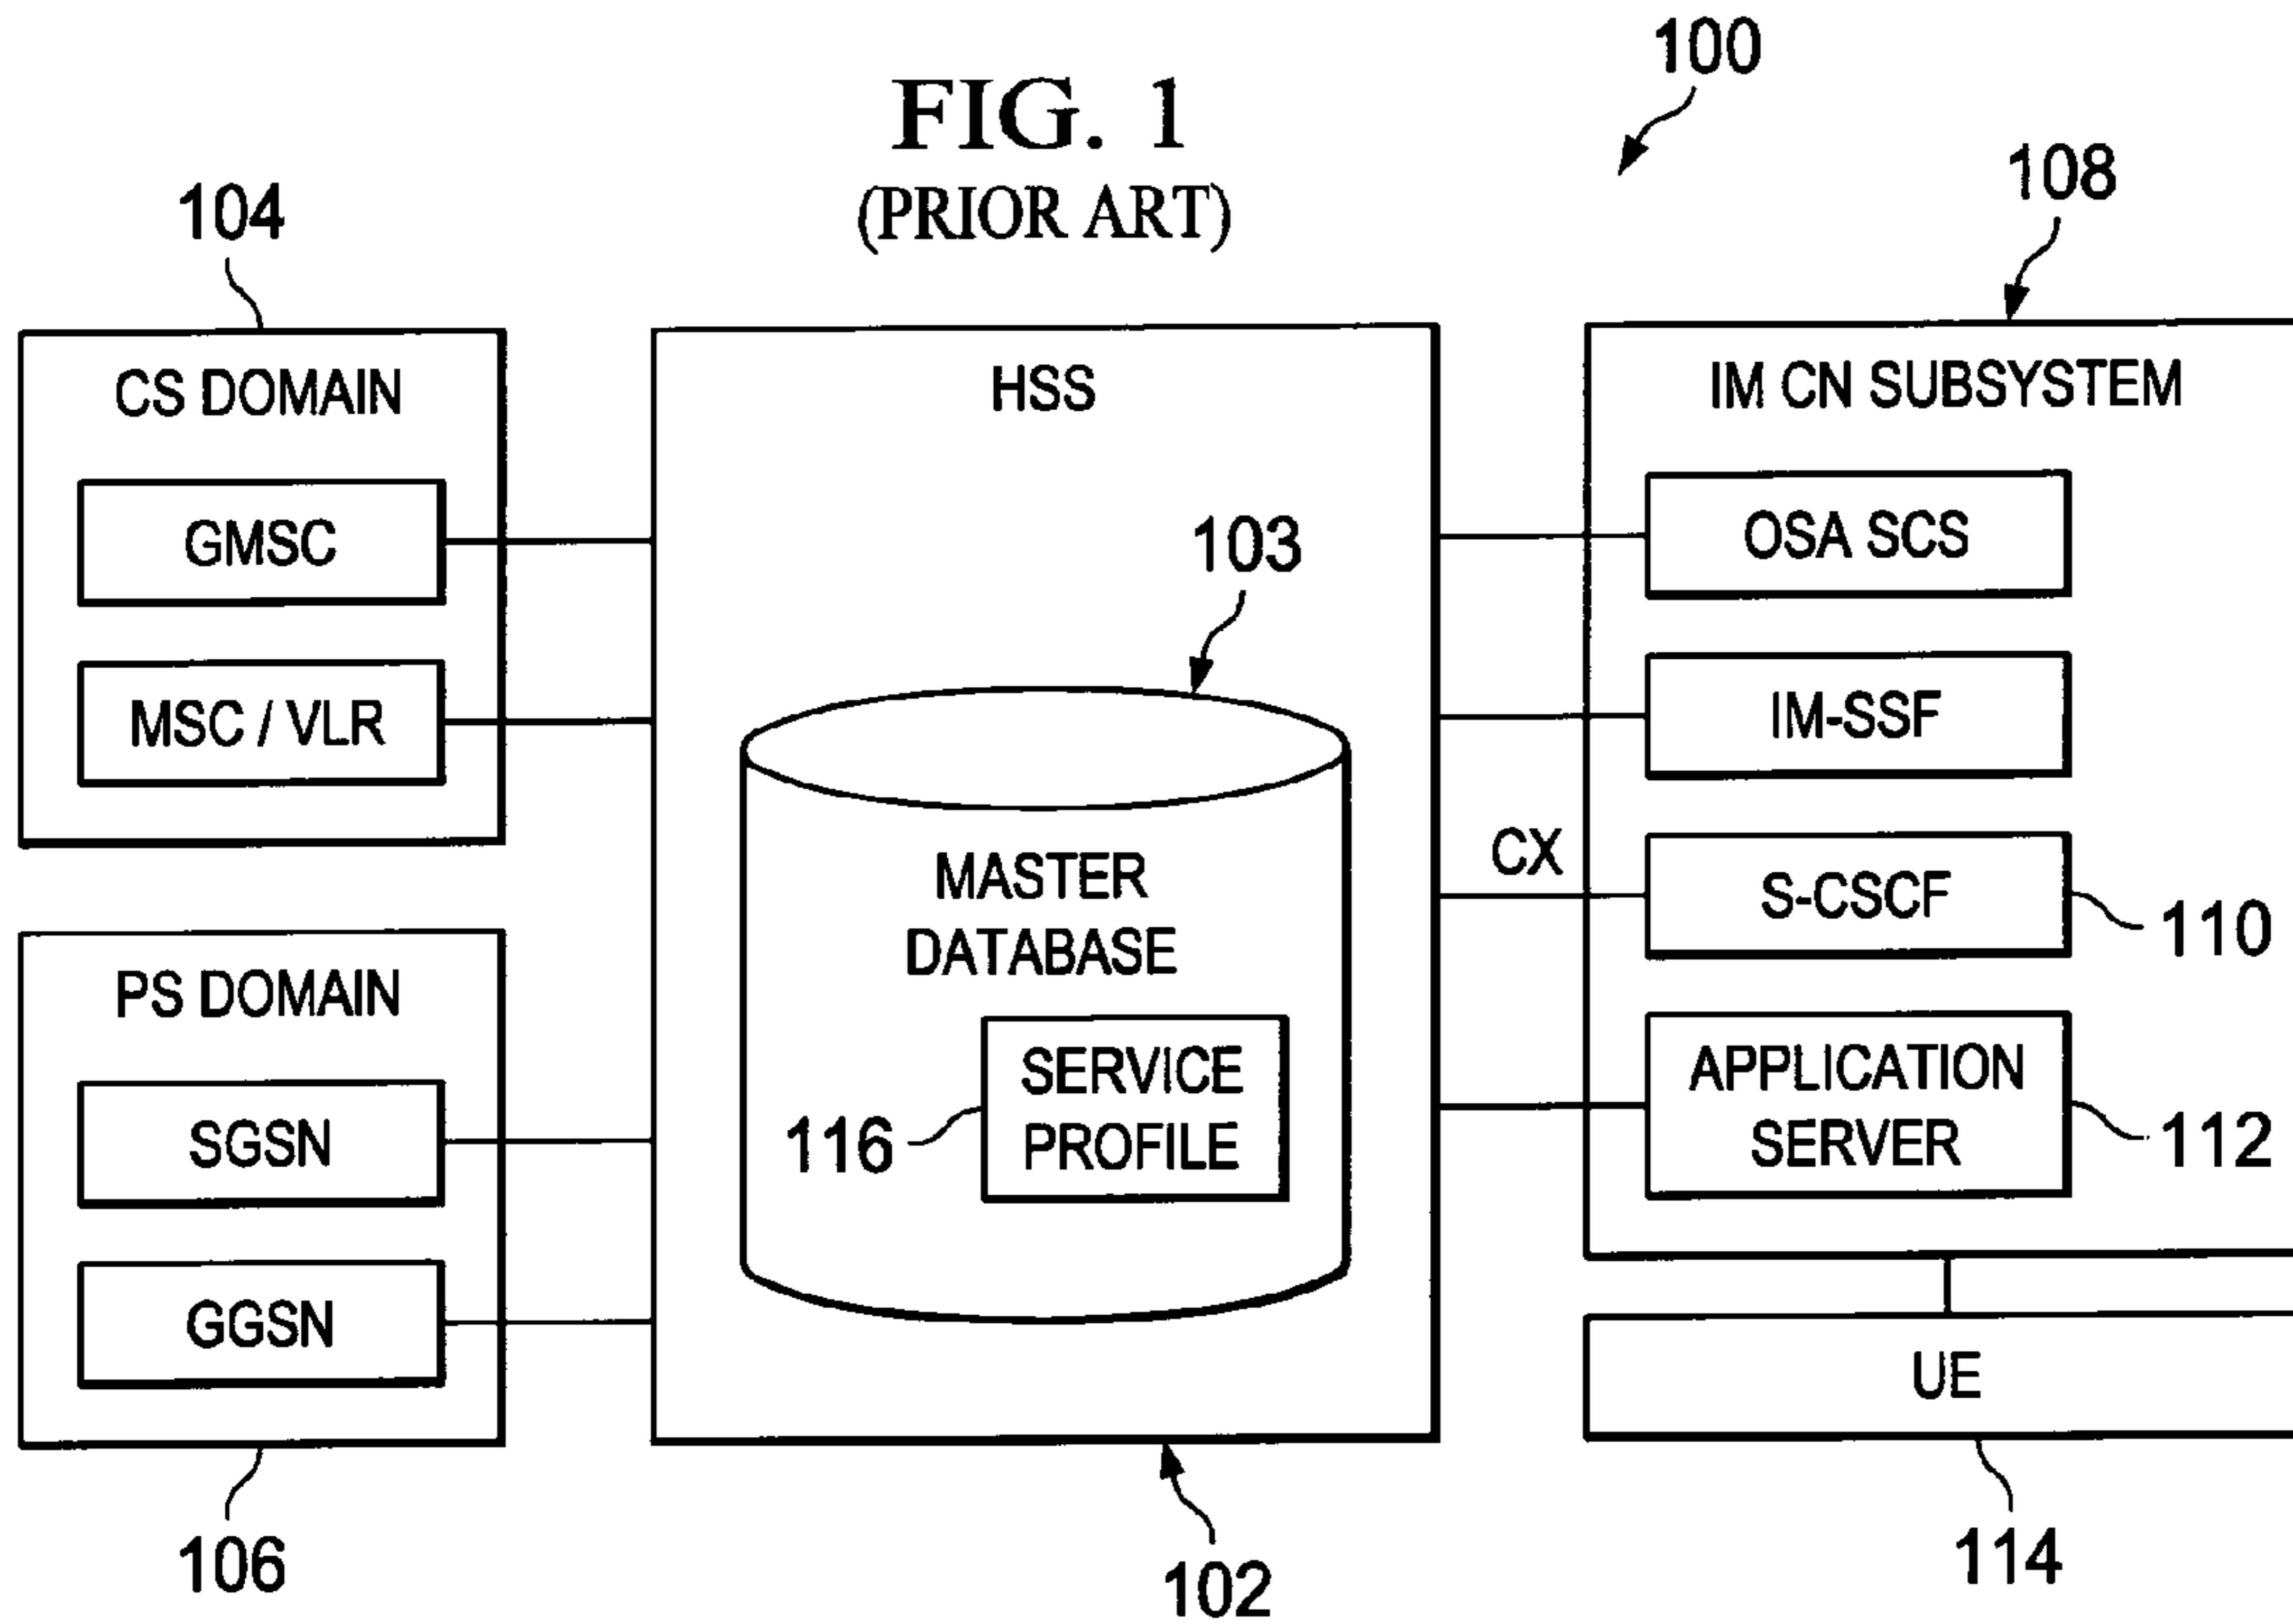 FIG. 1
(PRIOR ART)
100
104
CS DOMAIN
GMSC
MSC / VLR
PS DOMAIN
SGSN
GGSN
106
HSS
103
MASTER
DATABASE
SERVICE
PROFILE
116
102
108
IM CN SUBSYSTEM
OSA SCS
IM-SSF
CX
S-CSCF
110
APPLICATION
SERVER
112
UE
114